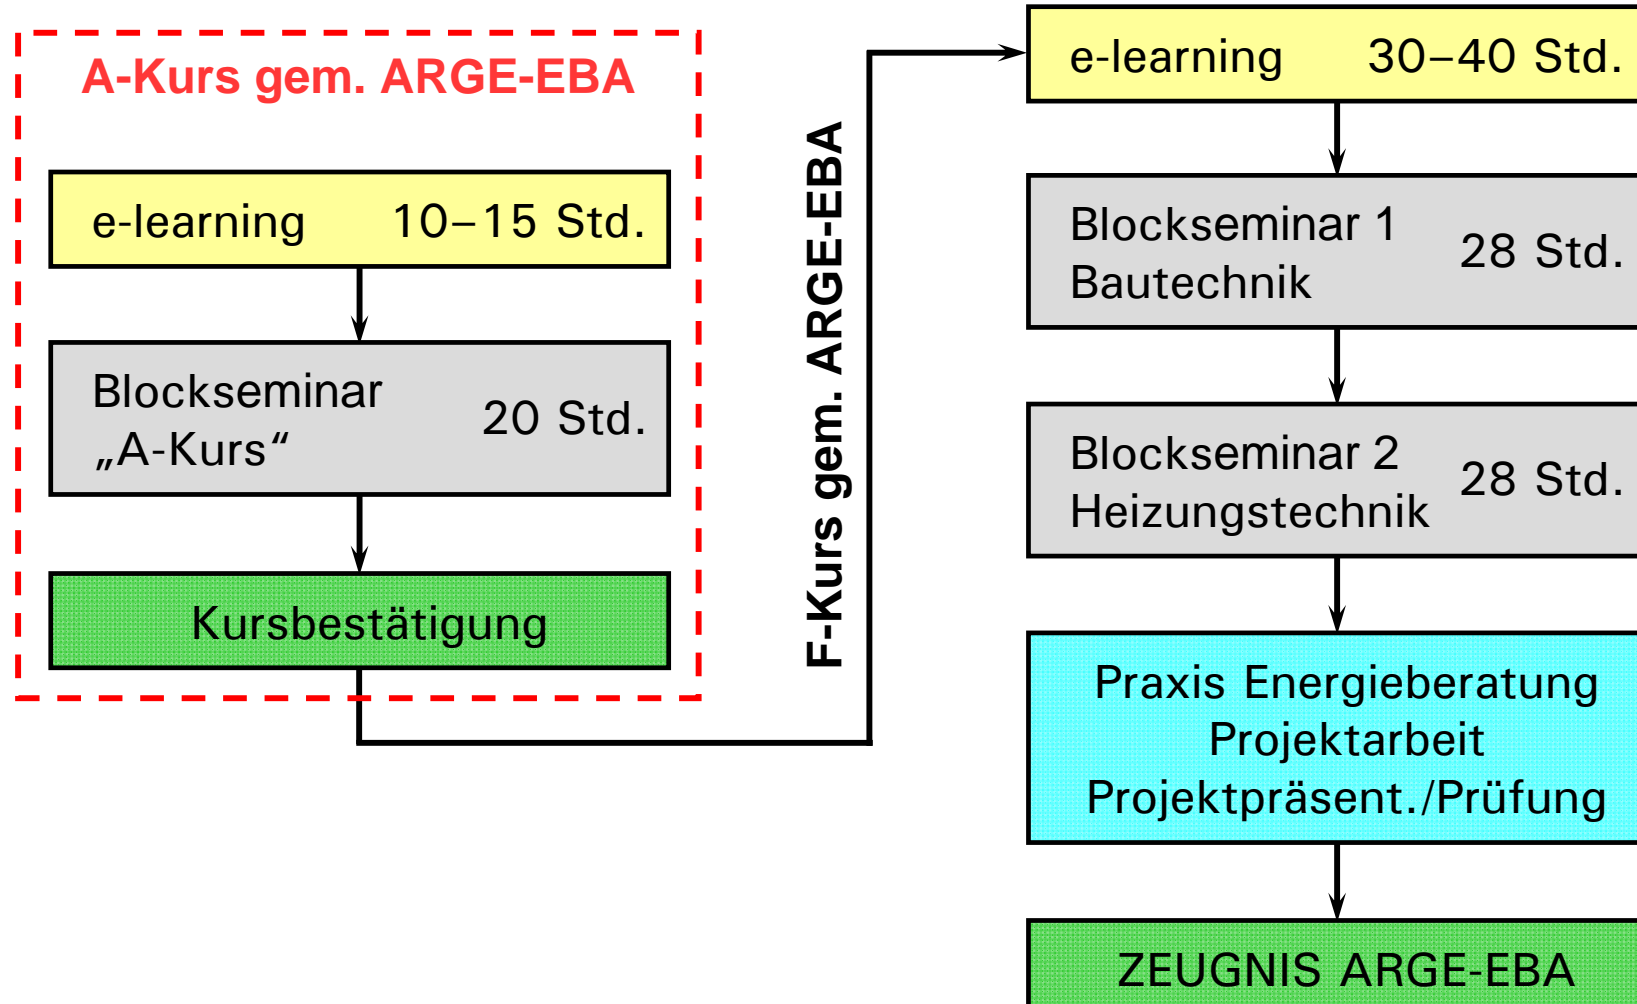 A-Kurs gem. ARGE-EBA
e-learning 10–15 Std.
Blockseminar
„A-Kurs“
20 Std.
Kursbestätigung
F-Kurs gem. ARGE-EBA
e-learning 30–40 Std.
Blockseminar 1
Bautechnik
28 Std.
Blockseminar 2
Heizungstechnik
28 Std.
Praxis Energieberatung
Projektarbeit
Projektpräsent./Prüfung
ZEUGNIS ARGE-EBA